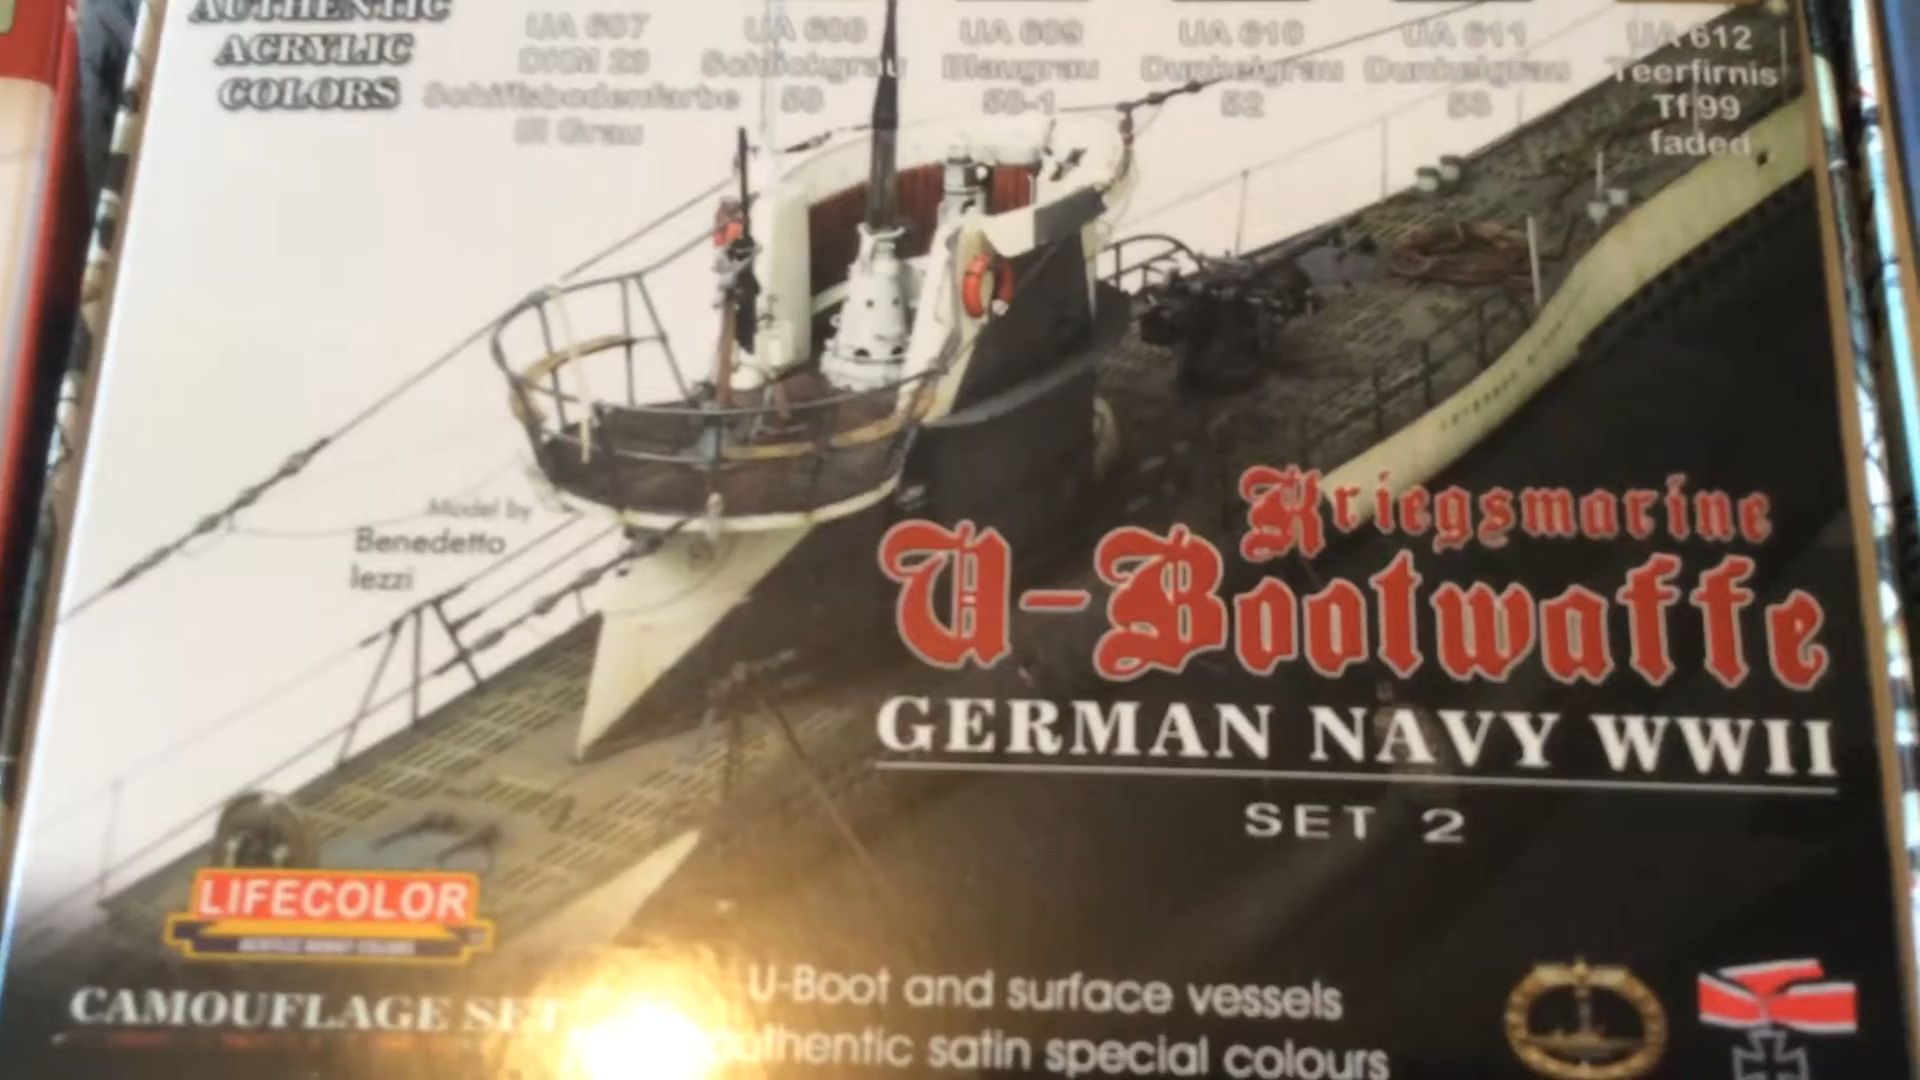 AUTHENTIC
ACRYLIC
COLORS
UA 607
DKM 23
Schiffsbodenfarbe
III Grau
UA 608
Schlickgrau
58
UA 609
Blaugrau
58-1
UA 610
Dunkelgrau
52
UA 611
Dunkelgrau
53
UA 612
Teerfirnis
Tf 99
faded
Model by
Benedetto
Iezzi
Kriegsmarine
U-Bootwaffe
GERMAN NAVY WWII
SET 2
LIFECOLOR
CAMOUFLAGE SET
U-Boot and surface vessels
authentic satin special colours